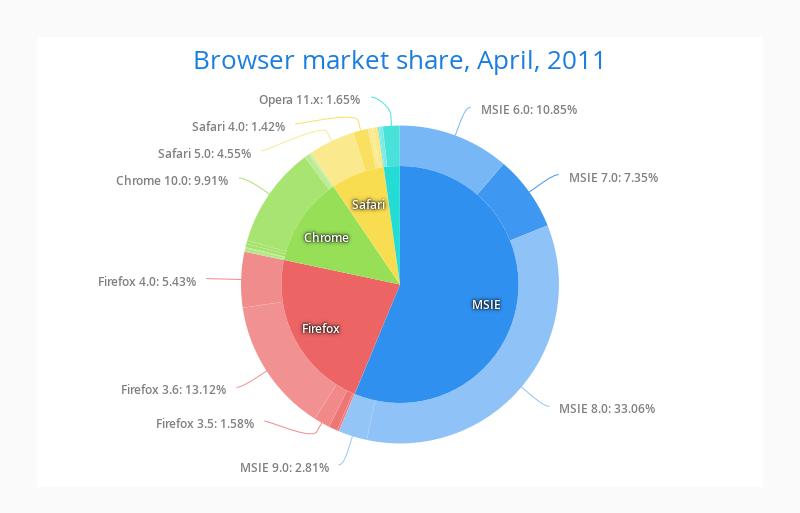 Browser market share, April, 2011
Opera 11.x: 1.65%
MSIE 6.0: 10.85%
Safari 4.0: 1.42%
Safari 5.0: 4.55%
Chrome 10.0: 9.91%
MSIE 7.0: 7.35%
Safari
Chrome
Firefox 4.0: 5.43%
MSIE
Firefox
Firefox 3.6: 13.12%
MSIE 8.0: 33.06%
Firefox 3.5: 1.58%
MSIE 9.0: 2.81%